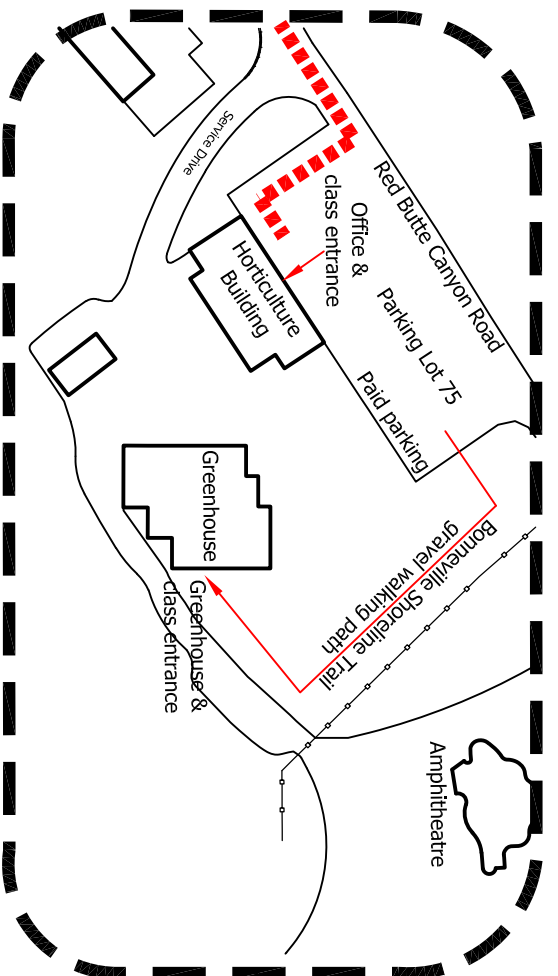 Red Butte Canyon Road
Service Drive
Office &
class entrance
Parking Lot 75
Horticulture
Building
Paid parking
Greenhouse
Bonneville Shoreline Trail
gravel walking path
Greenhouse &
class entrance
Amphitheatre